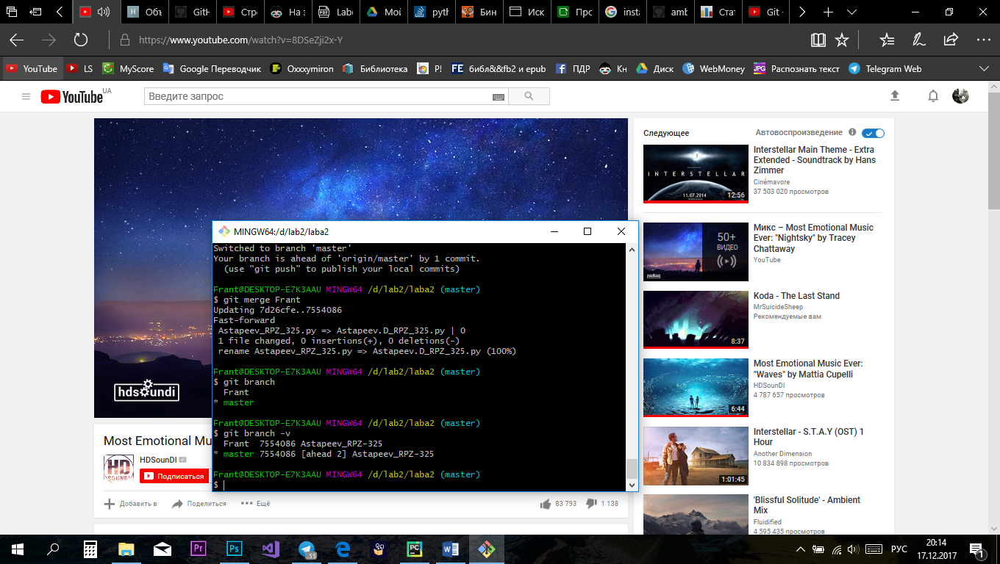 Объ
GitH
Стро
На з
Labo
Мой
pyth
Бин
Иск
Про
insta
amb
Стат
Git -
https://www.youtube.com/watch?v=8DSeZji2x-Y
YouTube
LS
MyScore
Google Переводчик
Oxxxymiron
Библиотека
P!
FE библ&&fb2 и epub
ПДР
Кн
Диск
WebMoney
JPG Распознать текст
Telegram Web
YouTube UA
Введите запрос
hdsoundi
Most Emotional Mu
HD SOUNDI
HDSounDI
Подписаться
Добавить в
Поделиться
Ещё
83 793
1 138
MINGW64:/d/lab2/laba2
Switched to branch 'master'
Your branch is ahead of 'origin/master' by 1 commit.
(use "git push" to publish your local commits)
Frant@DESKTOP-E7K3AAU MINGW64 /d/lab2/laba2 (master)
$ git merge Frant
Updating 7d26cfe..7554086
Fast-forward
Astapeev_RPZ_325.py => Astapeev.D_RPZ_325.py | 0
1 file changed, 0 insertions(+), 0 deletions(-)
rename Astapeev_RPZ_325.py => Astapeev.D_RPZ_325.py (100%)
Frant@DESKTOP-E7K3AAU MINGW64 /d/lab2/laba2 (master)
$ git branch
Frant
* master
Frant@DESKTOP-E7K3AAU MINGW64 /d/lab2/laba2 (master)
$ git branch -v
Frant 7554086 Astapeev_RPZ-325
* master 7554086 [ahead 2] Astapeev_RPZ-325
Frant@DESKTOP-E7K3AAU MINGW64 /d/lab2/laba2 (master)
$
Следующее
Автовоспроизведение
INTERSTELLAR
11.07.2014
12:56
Interstellar Main Theme - Extra
Extended - Soundtrack by Hans
Zimmer
Cinémavore
37 503 020 просмотров
50+
ВИДЕО
Микс – Most Emotional Music
Ever: "Nightsky" by Tracey
Chattaway
YouTube
8:37
Koda - The Last Stand
MrSuicideSheep
Рекомендуемые вам
6:44
Most Emotional Music Ever:
"Waves" by Mattia Cupelli
HDSounDI
4 787 657 просмотров
1:01:45
Interstellar - S.T.A.Y (OST) 1
Hour
Another Dimension
10 834 898 просмотров
'Blissful Solitude' - Ambient
Mix
Fluidified
4 595 435 просмотров
Pr
Ps
55
PC
РУС
20:14
17.12.2017
1